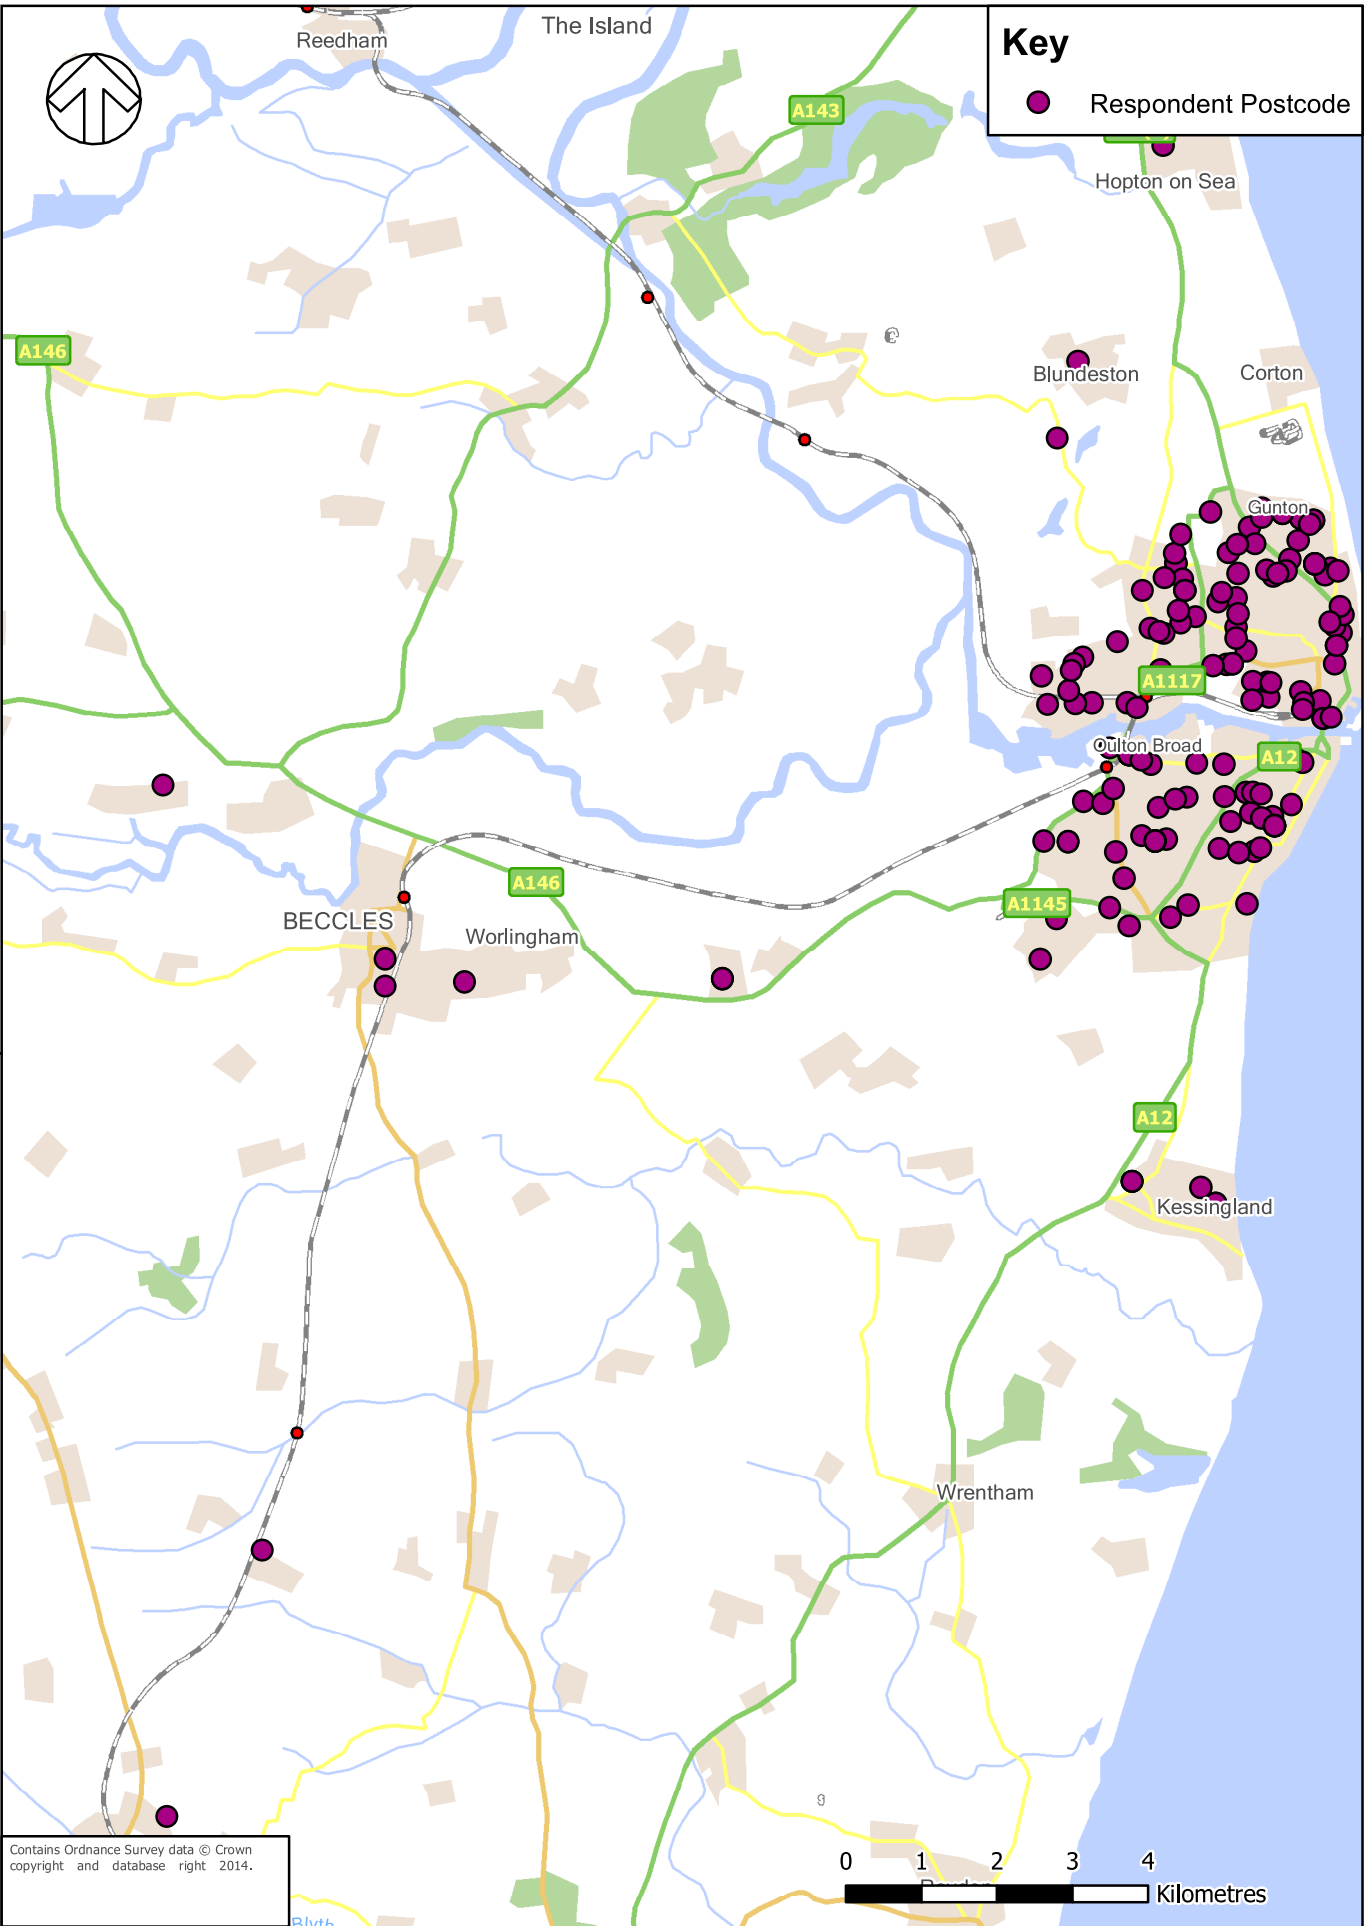 Reedham
The Island
Key
Respondent Postcode
A143
Hopton on Sea
A146
Blundeston
Corton
Gunton
A1117
Oulton Broad
A12
A146
A1145
BECCLES
Worlingham
A12
Kessingland
Wrentham
Contains Ordnance Survey data © Crown
copyright and database right 2014.
0 1 2 3 4
Kilometres
Blyth